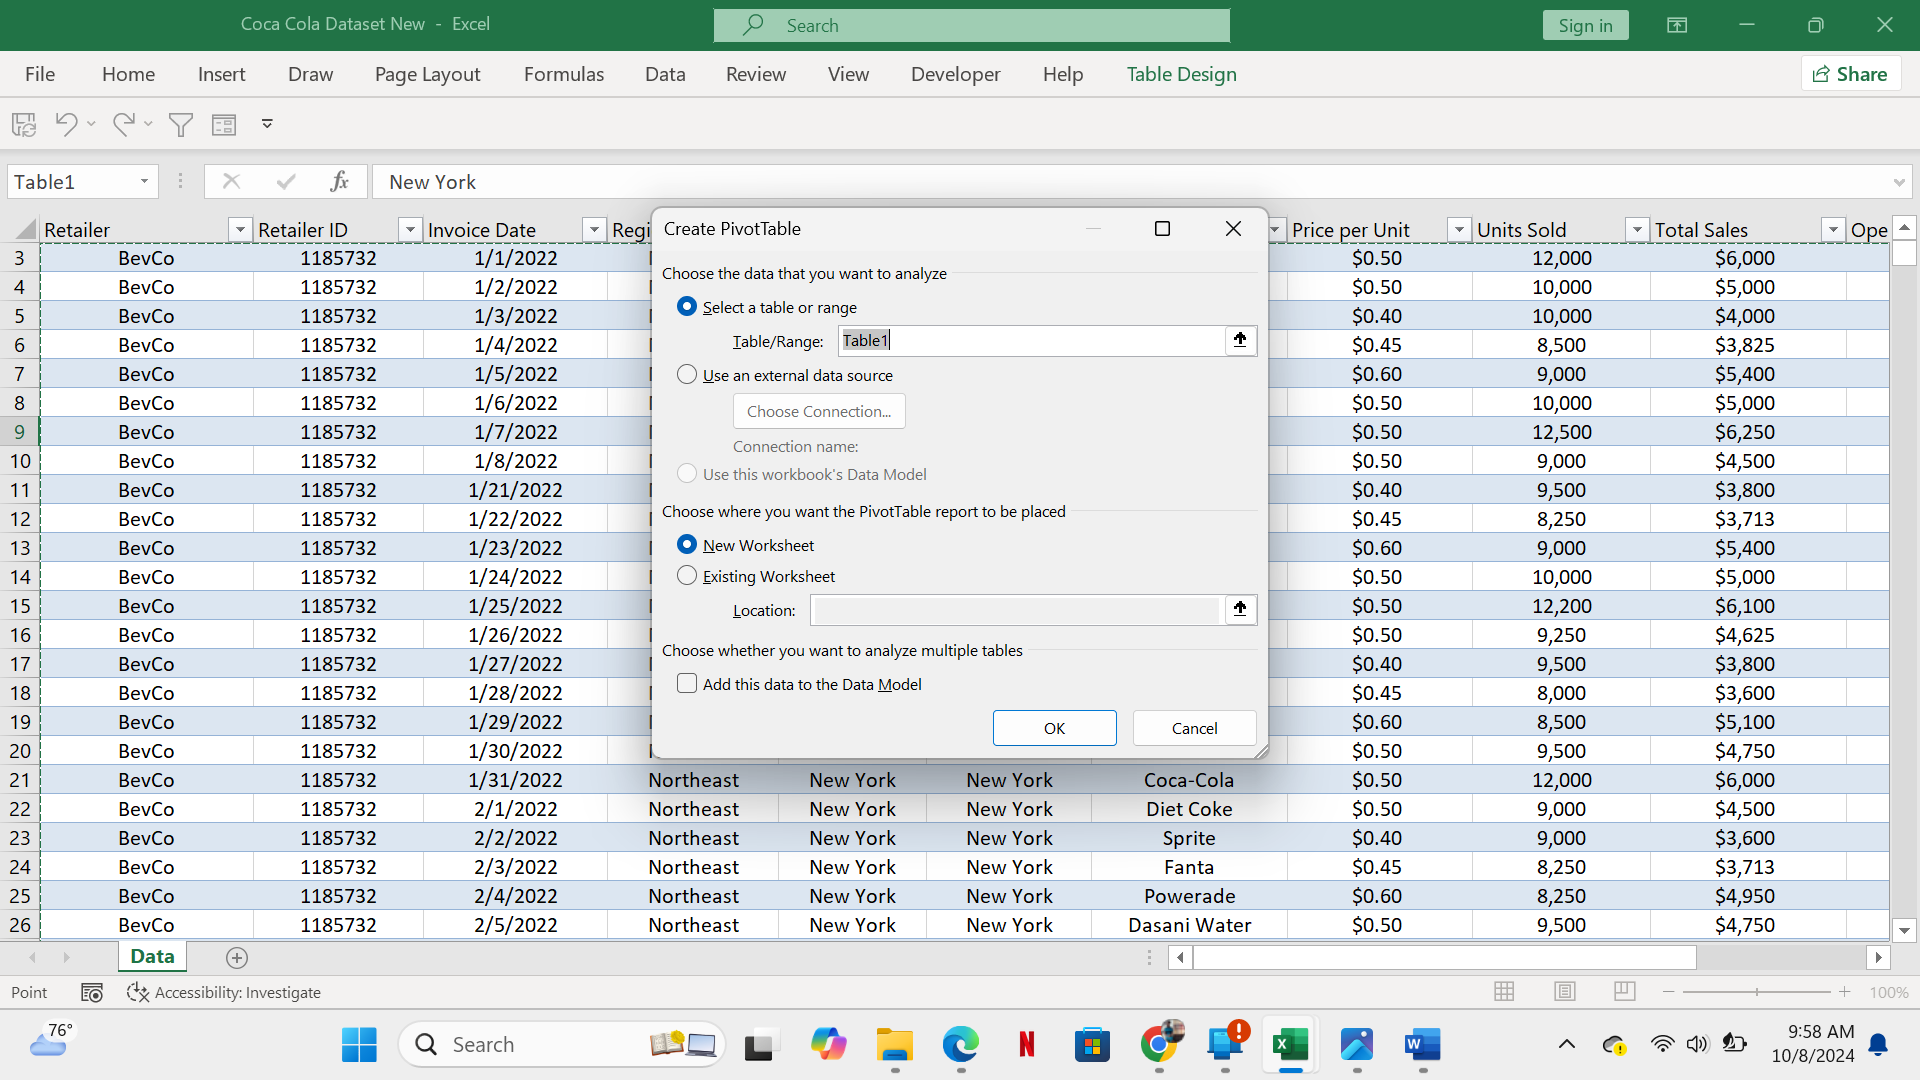 Coca Cola Dataset New - Excel
Search
Sign in
File Home Insert Draw Page Layout Formulas Data Review View Developer Help Table Design
Share
Table1 fx New York
Retailer Retailer ID Invoice Date Regi Price per Unit Units Sold Total Sales Ope
3 BevCo 1185732 1/1/2022 $0.50 12,000 $6,000
4 BevCo 1185732 1/2/2022 $0.50 10,000 $5,000
5 BevCo 1185732 1/3/2022 $0.40 10,000 $4,000
6 BevCo 1185732 1/4/2022 $0.45 8,500 $3,825
7 BevCo 1185732 1/5/2022 $0.60 9,000 $5,400
8 BevCo 1185732 1/6/2022 $0.50 10,000 $5,000
9 BevCo 1185732 1/7/2022 $0.50 12,500 $6,250
10 BevCo 1185732 1/8/2022 $0.50 9,000 $4,500
11 BevCo 1185732 1/21/2022 $0.40 9,500 $3,800
12 BevCo 1185732 1/22/2022 $0.45 8,250 $3,713
13 BevCo 1185732 1/23/2022 $0.60 9,000 $5,400
14 BevCo 1185732 1/24/2022 $0.50 10,000 $5,000
15 BevCo 1185732 1/25/2022 $0.50 12,200 $6,100
16 BevCo 1185732 1/26/2022 $0.50 9,250 $4,625
17 BevCo 1185732 1/27/2022 $0.40 9,500 $3,800
18 BevCo 1185732 1/28/2022 $0.45 8,000 $3,600
19 BevCo 1185732 1/29/2022 $0.60 8,500 $5,100
20 BevCo 1185732 1/30/2022 $0.50 9,500 $4,750
21 BevCo 1185732 1/31/2022 Northeast New York New York Coca-Cola $0.50 12,000 $6,000
22 BevCo 1185732 2/1/2022 Northeast New York New York Diet Coke $0.50 9,000 $4,500
23 BevCo 1185732 2/2/2022 Northeast New York New York Sprite $0.40 9,000 $3,600
24 BevCo 1185732 2/3/2022 Northeast New York New York Fanta $0.45 8,250 $3,713
25 BevCo 1185732 2/4/2022 Northeast New York New York Powerade $0.60 8,250 $4,950
26 BevCo 1185732 2/5/2022 Northeast New York New York Dasani Water $0.50 9,500 $4,750
Create PivotTable
Choose the data that you want to analyze
Select a table or range
Table/Range: Table1
Use an external data source
Choose Connection...
Connection name:
Use this workbook's Data Model
Choose where you want the PivotTable report to be placed
New Worksheet
Existing Worksheet
Location:
Choose whether you want to analyze multiple tables
Add this data to the Data Model
OK Cancel
Data
Point Accessibility: Investigate 100%
76°
Search
9:58 AM
10/8/2024